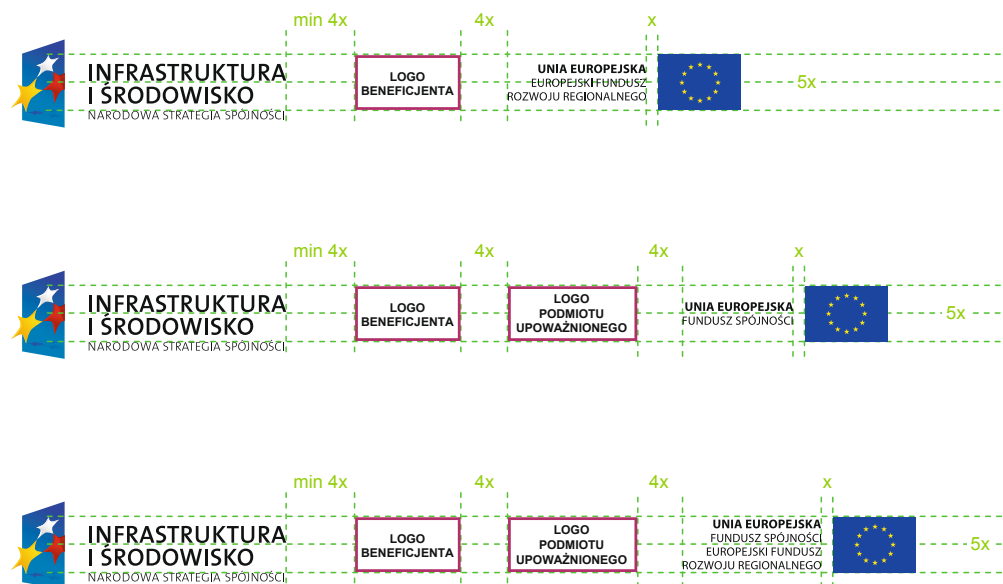 min 4x 4x x
INFRASTRUKTURA
I ŚRODOWISKO
NARODOWA STRATEGIA SPÓJNOŚCI
LOGO
BENEFICJENTA
UNIA EUROPEJSKA
EUROPEJSKI FUNDUSZ
ROZWOJU REGIONALNEGO
5x
min 4x 4x 4x x
INFRASTRUKTURA
I ŚRODOWISKO
NARODOWA STRATEGIA SPÓJNOŚCI
LOGO
BENEFICJENTA
LOGO
PODMIOTU
UPOWAŻNIONEGO
UNIA EUROPEJSKA
FUNDUSZ SPÓJNOŚCI
5x
min 4x 4x 4x x
INFRASTRUKTURA
I ŚRODOWISKO
NARODOWA STRATEGIA SPÓJNOŚCI
LOGO
BENEFICJENTA
LOGO
PODMIOTU
UPOWAŻNIONEGO
UNIA EUROPEJSKA
FUNDUSZ SPÓJNOŚCI
EUROPEJSKI FUNDUSZ
ROZWOJU REGIONALNEGO
5x